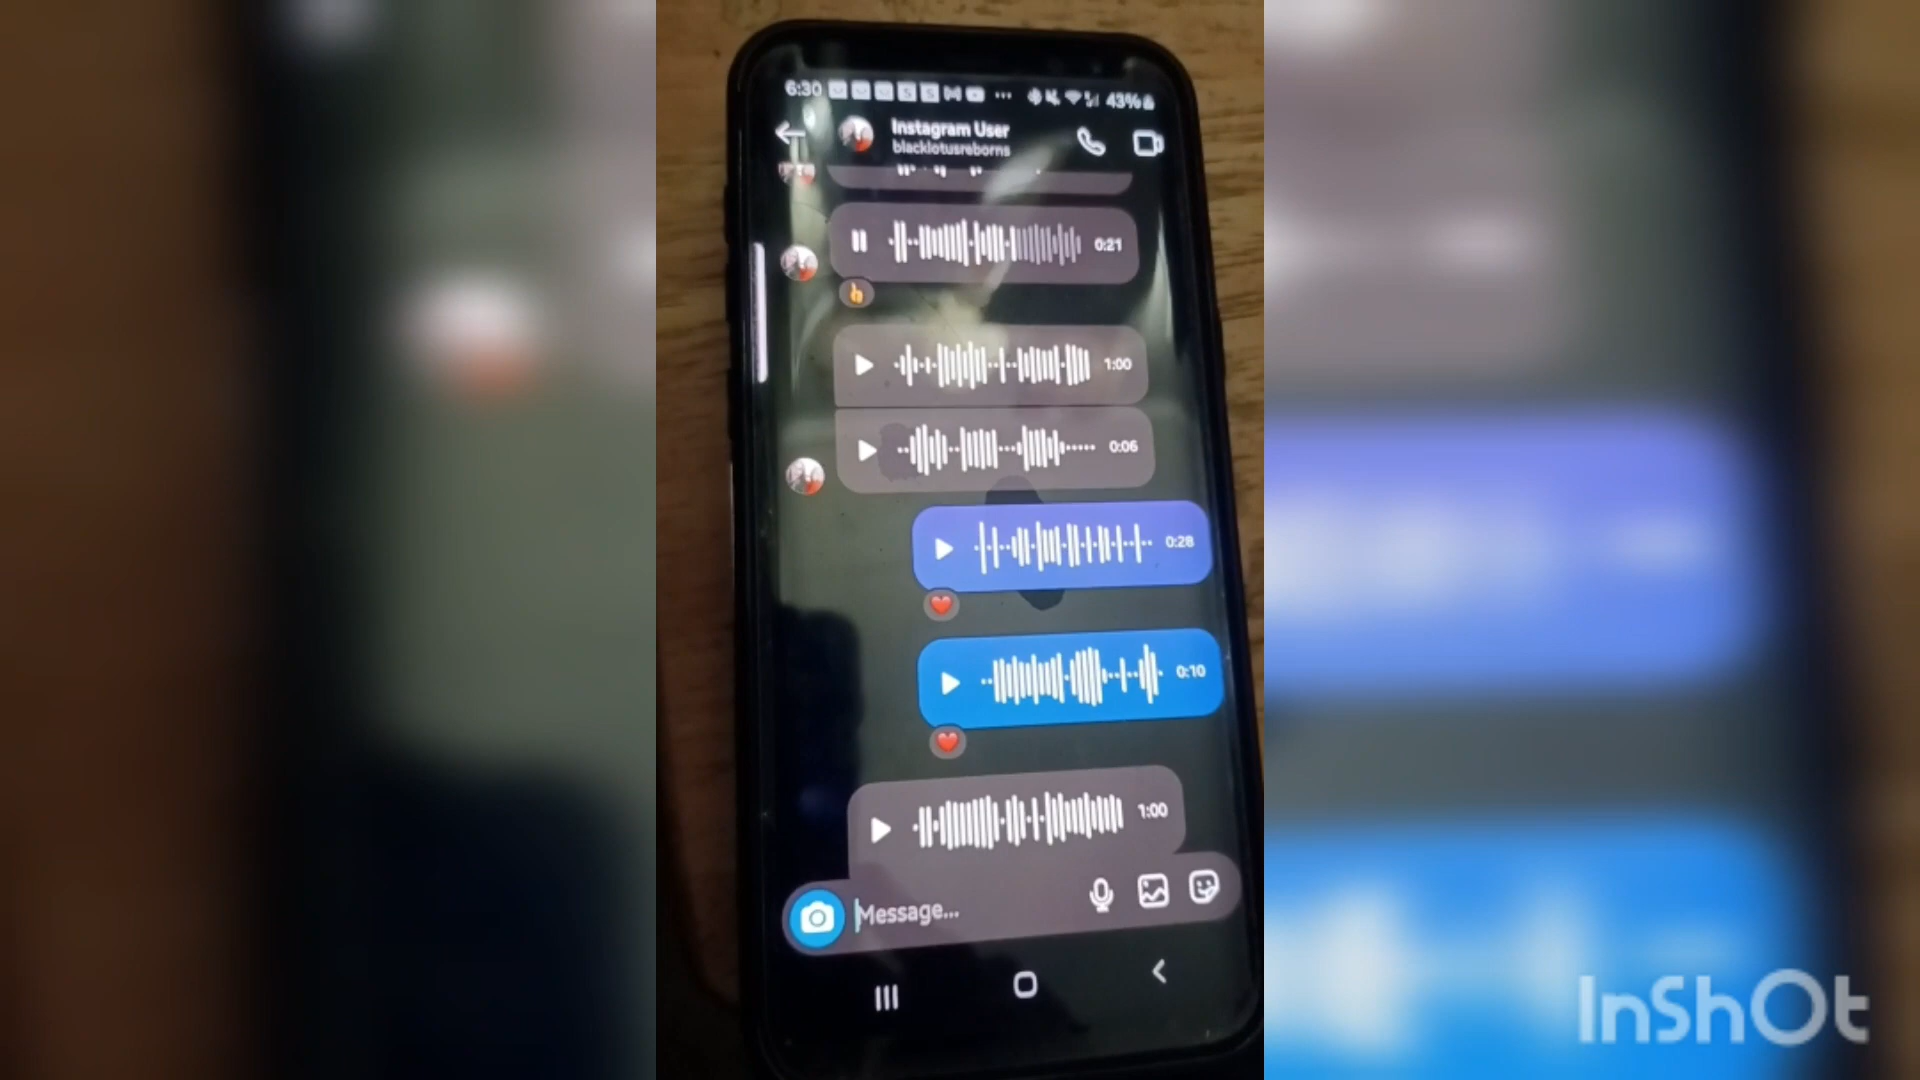 6:30 43%
Instagram User
blacklotusreborns
0:21
1:00
0:06
0:28
0:10
1:00
Message...
InShOt